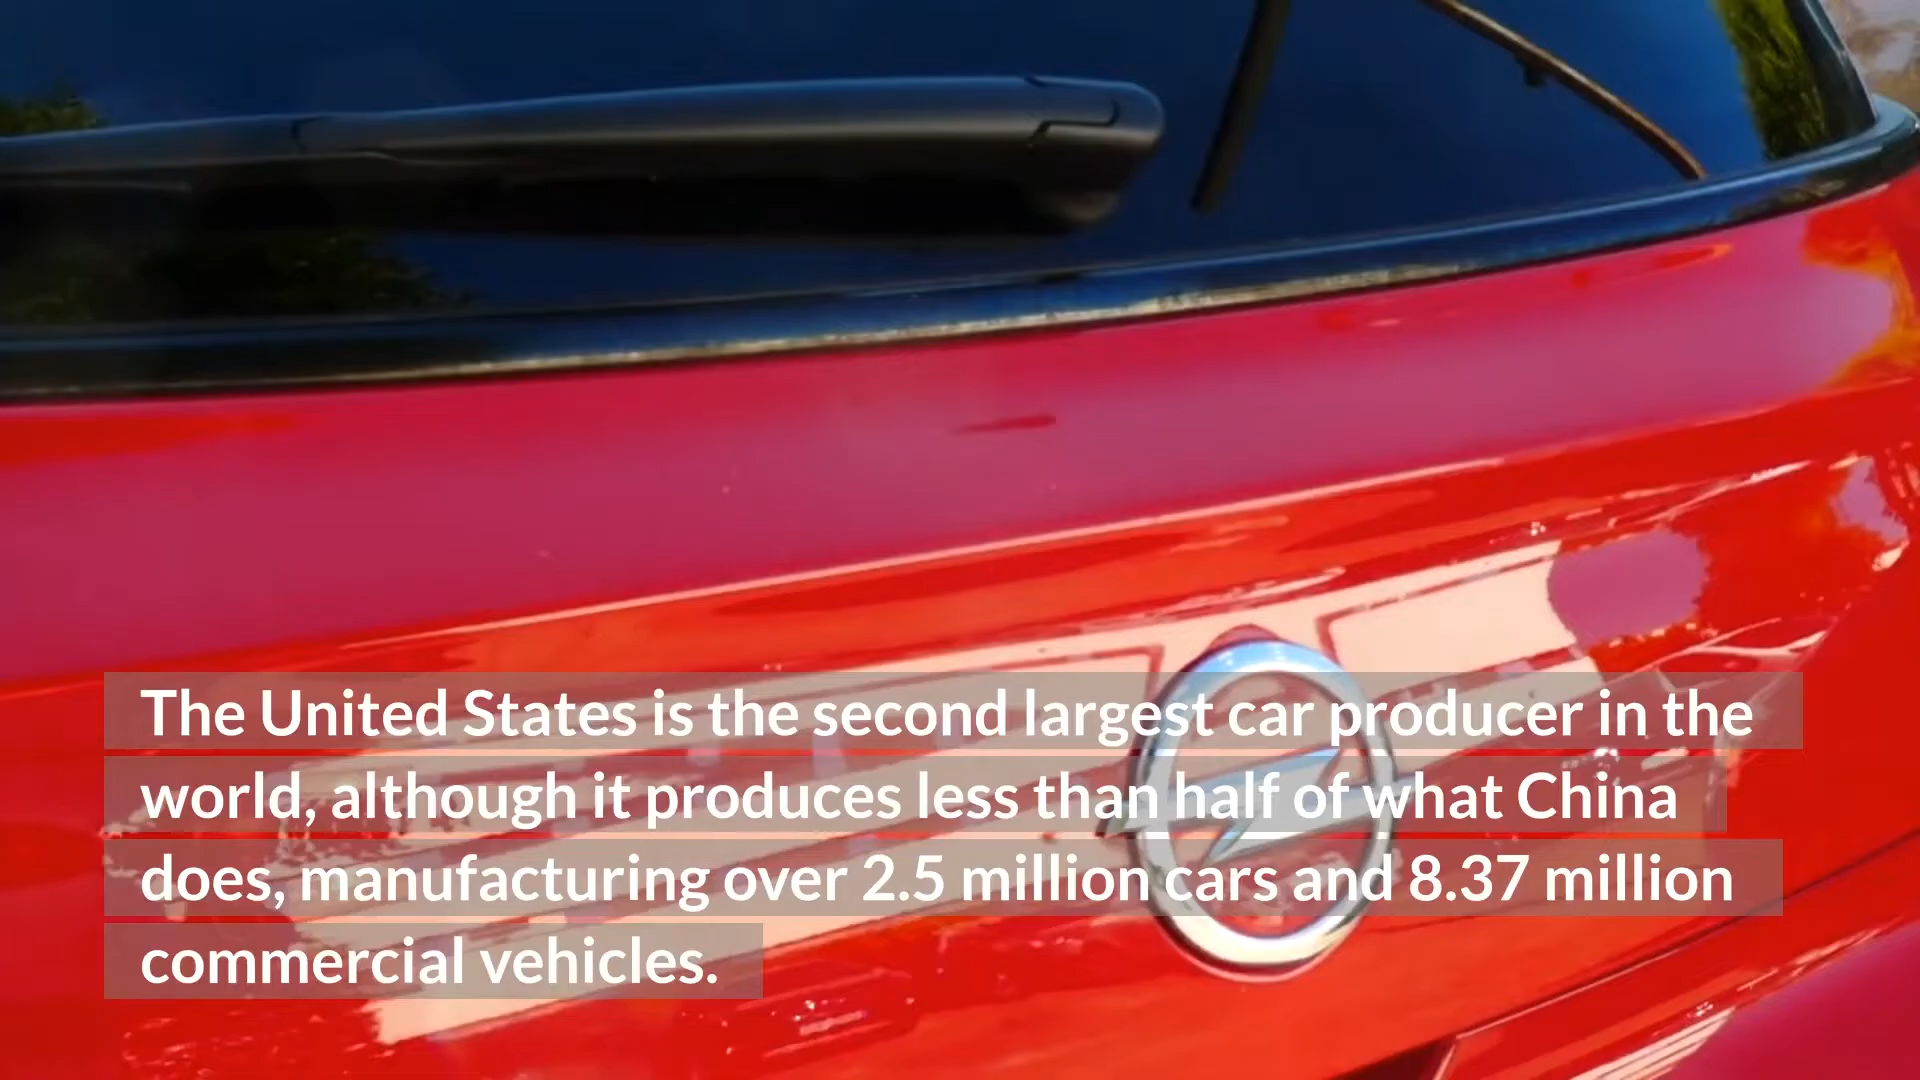 The United States is the second largest car producer in the
world, although it produces less than half of what China
does, manufacturing over 2.5 million cars and 8.37 million
commercial vehicles.